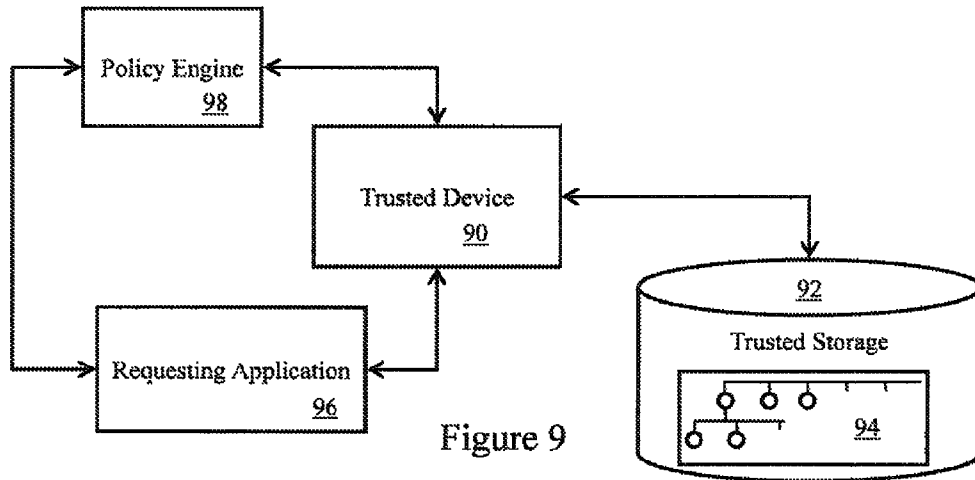 Policy Engine
98
Trusted Device
90
92
Trusted Storage
Requesting Application
96
94
Figure 9